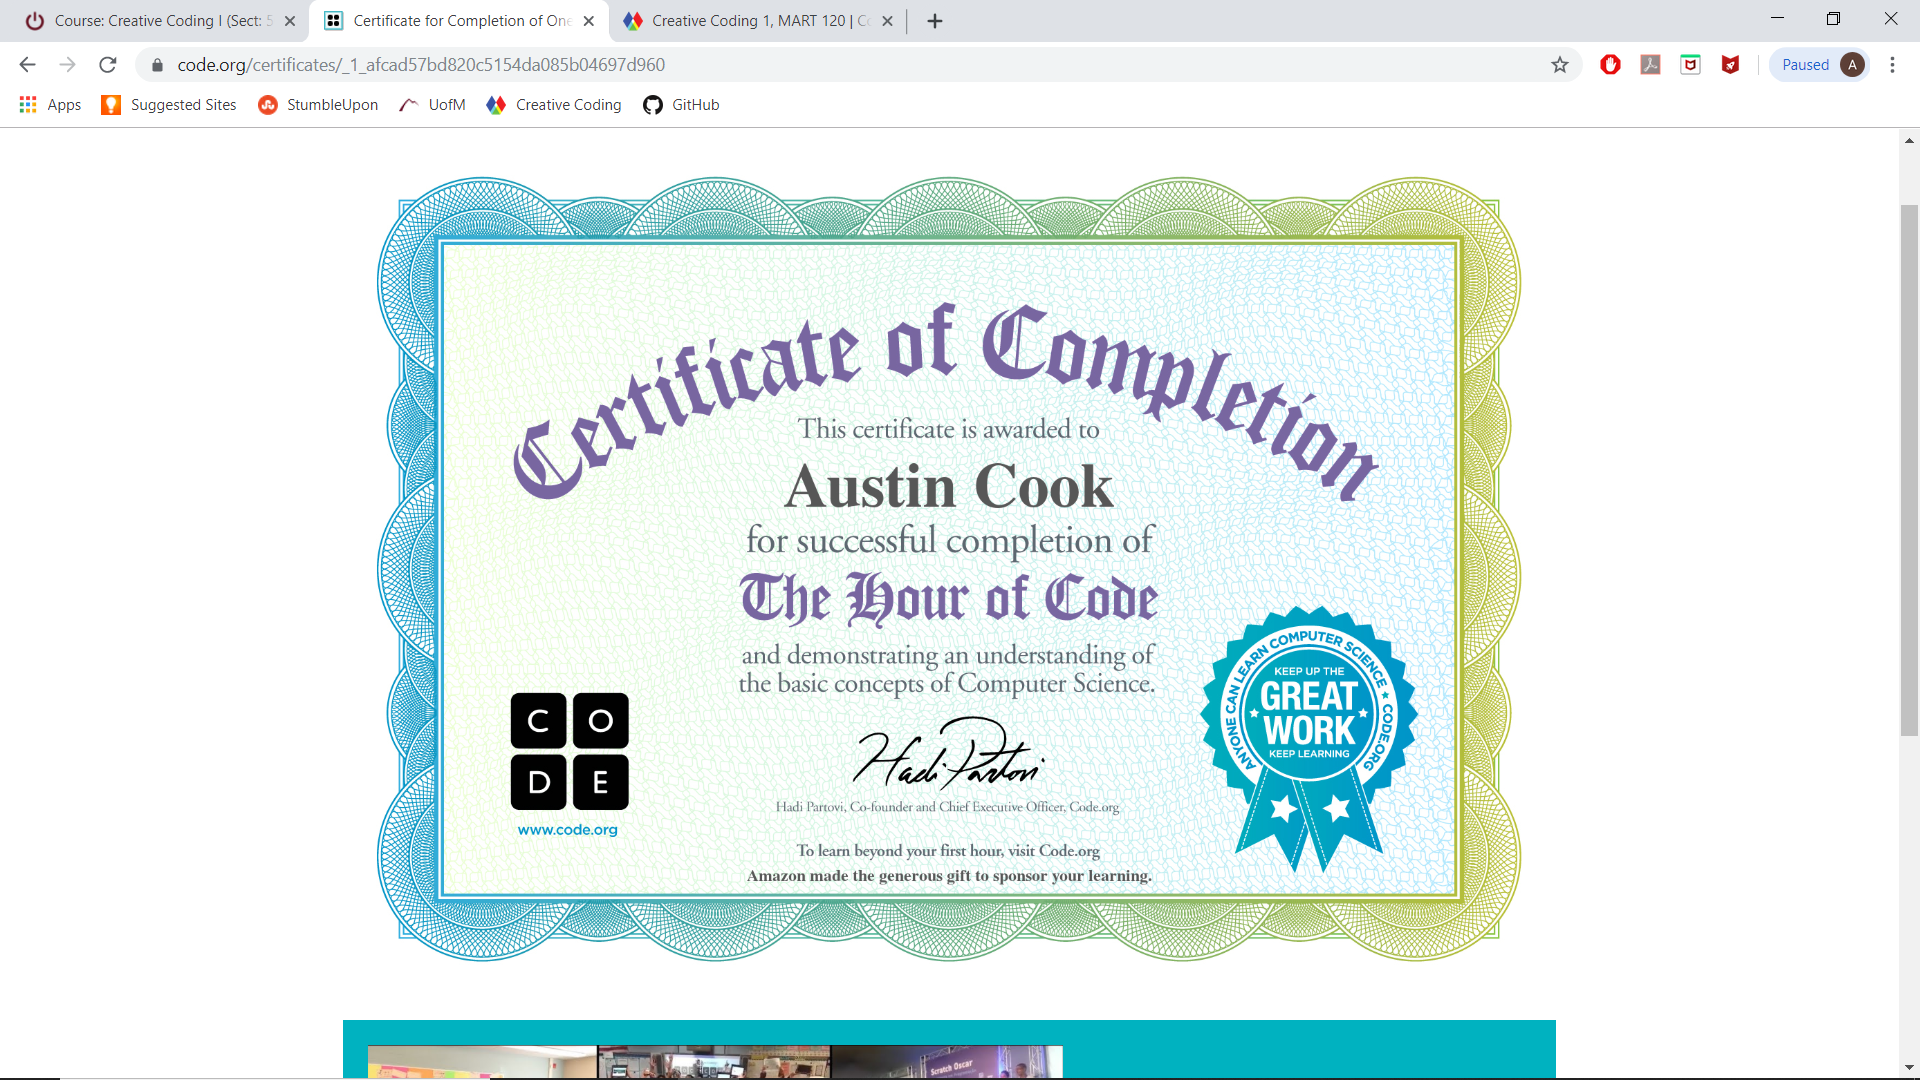 Course: Creative Coding I (Sect: 5
Certificate for Completion of One
Creative Coding 1, MART 120 | Co
code.org/certificates/_1_afcad57bd820c5154da085b04697d960
Paused
A
Apps
Suggested Sites
StumbleUpon
UofM
Creative Coding
GitHub
Certificate of Completion
This certificate is awarded to
Austin Cook
for successful completion of
The Hour of Code
and demonstrating an understanding of
the basic concepts of Computer Science.
C O
D E
www.code.org
Hadi Partovi
Hadi Partovi, Co-founder and Chief Executive Officer, Code.org
To learn beyond your first hour, visit Code.org
Amazon made the generous gift to sponsor your learning.
ANYONE CAN LEARN COMPUTER SCIENCE ★ CODE.ORG
KEEP UP THE
GREAT
WORK
KEEP LEARNING
Scratch Oscar